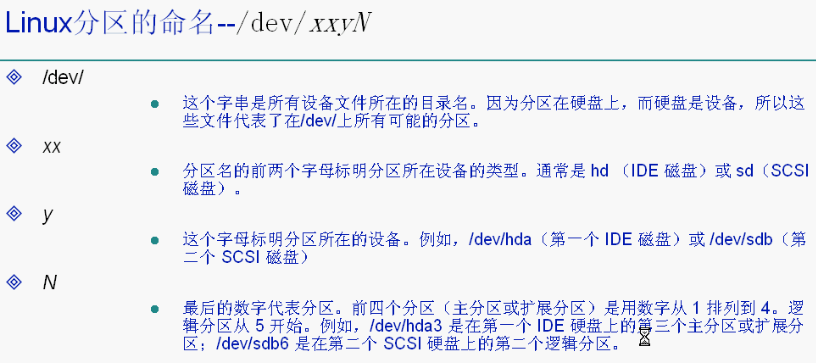 Linux分区的命名--/dev/xxyN
/dev/
这个字串是所有设备文件所在的目录名。因为分区在硬盘上，而硬盘是设备，所以这
些文件代表了在/dev/上所有可能的分区。
xx
分区名的前两个字母标明分区所在设备的类型。通常是 hd （IDE 磁盘）或 sd（SCSI
磁盘）。
y
这个字母标明分区所在的设备。例如，/dev/hda（第一个 IDE 磁盘）或 /dev/sdb（第
二个 SCSI 磁盘）
N
最后的数字代表分区。前四个分区（主分区或扩展分区）是用数字从 1 排列到 4。逻
辑分区从 5 开始。例如，/dev/hda3 是在第一个 IDE 硬盘上的第三个主分区或扩展分
区；/dev/sdb6 是在第二个 SCSI 硬盘上的第二个逻辑分区。